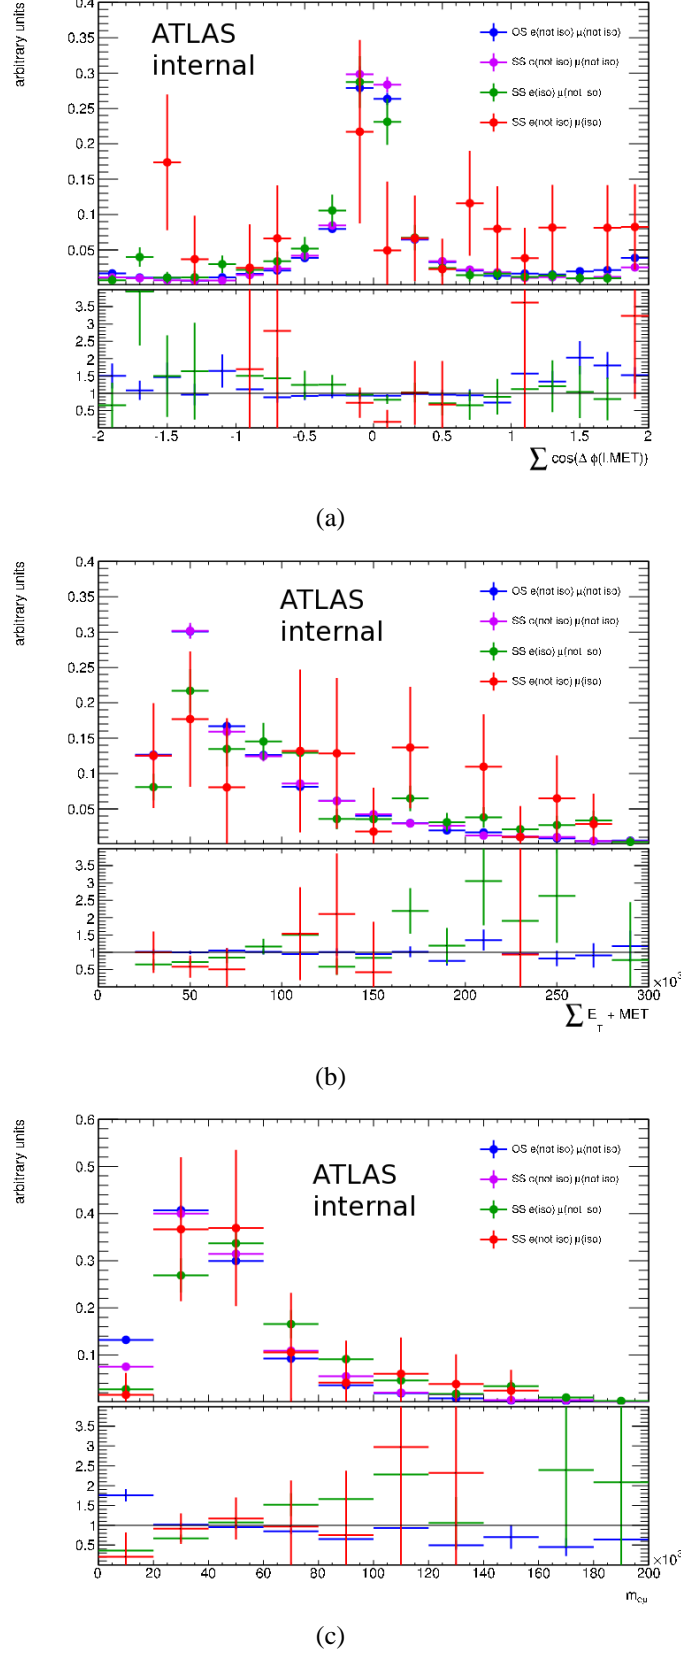 arbitrary units
0.4
0.35
0.3
0.25
0.2
0.15
0.1
0.05
ATLAS
internal
OS e(not iso) μ(not iso)
SS e(not iso) μ(not iso)
SS e(iso) μ(not iso)
SS e(not iso) μ(iso)
3.5
3
2.5
2
1.5
1
0.5
-2 -1.5 -1 -0.5 0 0.5 1 1.5 2
∑ cos(Δ ϕ(l,MET))
(a)
arbitrary units
0.4
0.35
0.3
0.25
0.2
0.15
0.1
0.05
ATLAS
internal
OS e(not iso) μ(not iso)
SS e(not iso) μ(not iso)
SS e(iso) μ(not iso)
SS e(not iso) μ(iso)
3.5
3
2.5
2
1.5
1
0.5
0 50 100 150 200 250 300
×10³
∑ E_T + MET
(b)
arbitrary units
0.6
0.5
0.4
0.3
0.2
0.1
ATLAS
internal
OS e(not iso) μ(not iso)
SS e(not iso) μ(not iso)
SS e(iso) μ(not iso)
SS e(not iso) μ(iso)
3.5
3
2.5
2
1.5
1
0.5
0 20 40 60 80 100 120 140 160 180 200
×10³
m_eμ
(c)